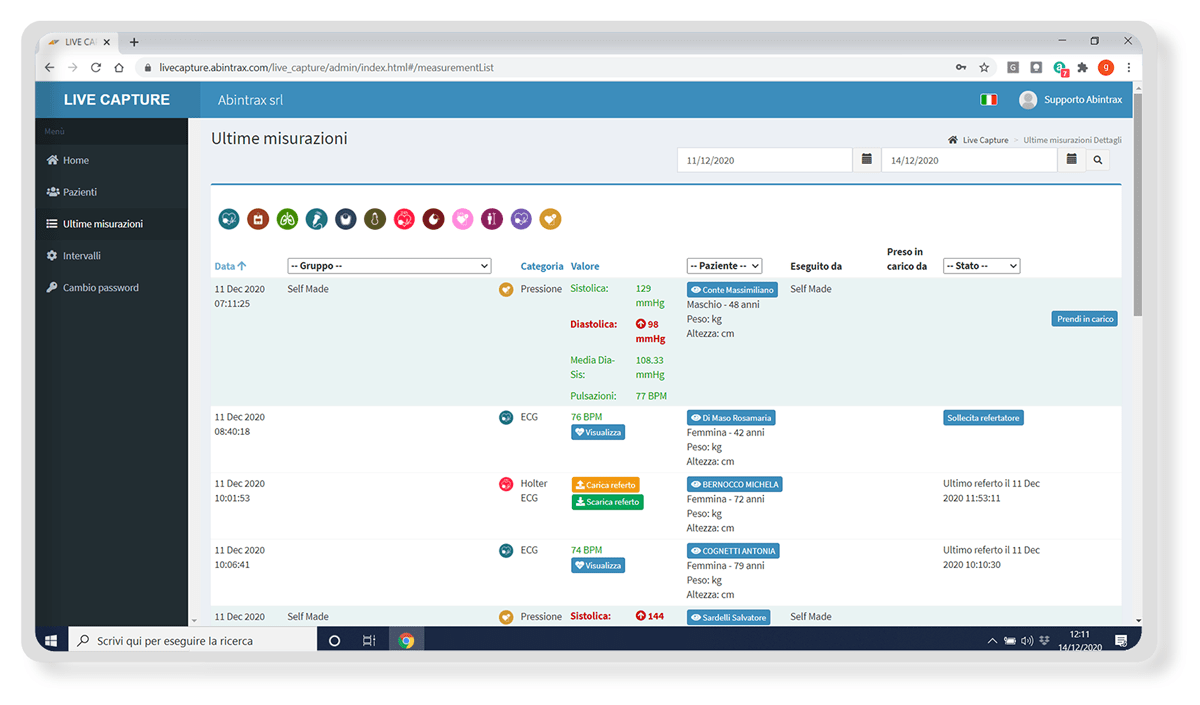 LIVE CA
livecapture.abintrax.com/live_capture/admin/index.html#/measurementList
G
7
g
LIVE CAPTURE
Abintrax srl
Supporto Abintrax
Menù
Home
Pazienti
Ultime misurazioni
Intervalli
Cambio password
Ultime misurazioni
Live Capture > Ultime misurazioni Dettagli
11/12/2020
14/12/2020
Data
-- Gruppo --
Categoria
Valore
-- Paziente --
Eseguito da
Preso in
carico da
-- Stato --
11 Dec 2020
07:11:25
Self Made
Pressione
Sistolica:
129
mmHg
Diastolica:
98
mmHg
Media Dia-
Sis:
108.33
mmHg
Pulsazioni:
77 BPM
Conte Massimiliano
Maschio - 48 anni
Peso: kg
Altezza: cm
Self Made
Prendi in carico
11 Dec 2020
08:40:18
ECG
76 BPM
Visualizza
Di Maso Rosamaria
Femmina - 42 anni
Peso: kg
Altezza: cm
Sollecita refertatore
11 Dec 2020
10:01:53
Holter
ECG
Carica referto
Scarica referto
BERNOCCO MICHELA
Femmina - 72 anni
Peso: kg
Altezza: cm
Ultimo referto il 11 Dec
2020 11:53:11
11 Dec 2020
10:06:41
ECG
74 BPM
Visualizza
COGNETTI ANTONIA
Femmina - 79 anni
Peso: kg
Altezza: cm
Ultimo referto il 11 Dec
2020 10:10:30
11 Dec 2020
Self Made
Pressione
Sistolica:
144
Sardelli Salvatore
Self Made
Scrivi qui per eseguire la ricerca
12:11
14/12/2020